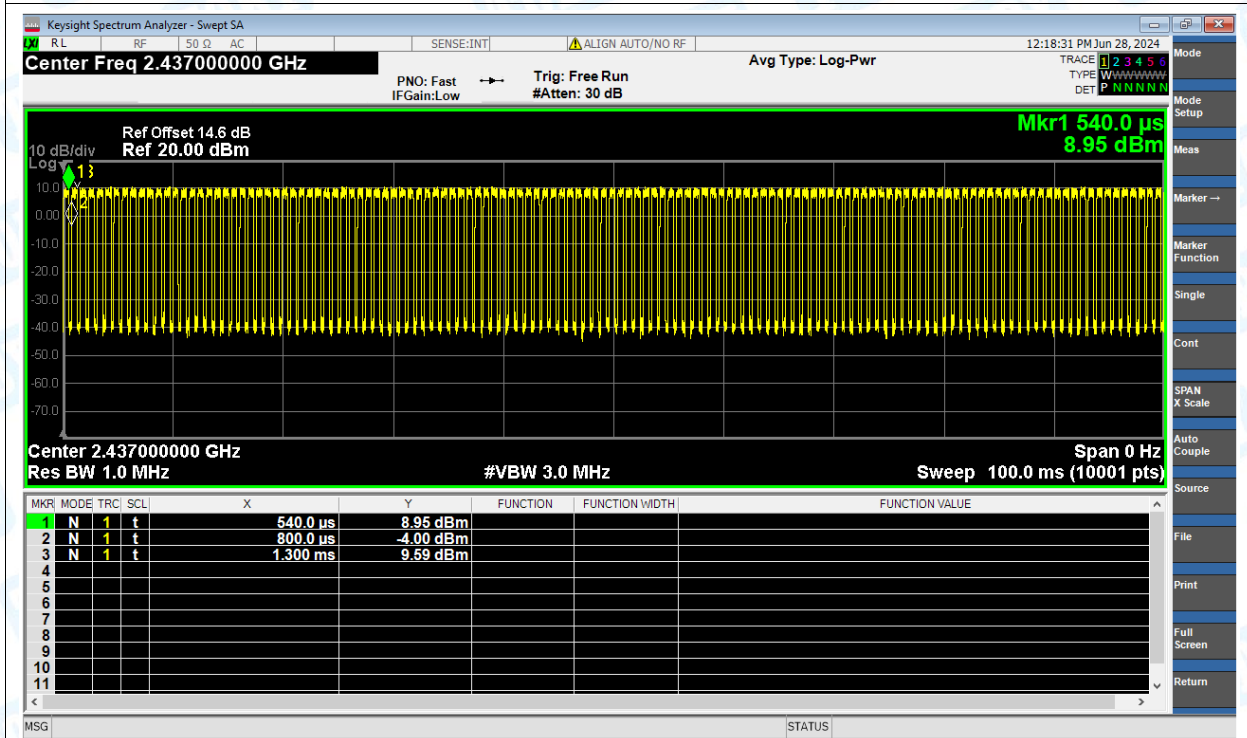 Keysight Spectrum Analyzer - Swept SA
LXI RL RF 50 Ω AC SENSE:INT ALIGN AUTO/NO RF 12:18:31 PM Jun 28, 2024
Center Freq 2.437000000 GHz
Avg Type: Log-Pwr
TRACE 1 2 3 4 5 6
TYPE WWWWWW
DET P N N N N N
PNO: Fast
IFGain:Low
Trig: Free Run
#Atten: 30 dB
Mkr1 540.0 µs
8.95 dBm
Ref Offset 14.6 dB
10 dB/div Ref 20.00 dBm
Log
1 3
2
10.0
0.00
-10.0
-20.0
-30.0
-40.0
-50.0
-60.0
-70.0
Center 2.437000000 GHz Span 0 Hz
Res BW 1.0 MHz #VBW 3.0 MHz Sweep 100.0 ms (10001 pts)
MKR MODE TRC SCL X Y FUNCTION FUNCTION WIDTH FUNCTION VALUE
1 N 1 t 540.0 µs 8.95 dBm
2 N 1 t 800.0 µs -4.00 dBm
3 N 1 t 1.300 ms 9.59 dBm
4
5
6
7
8
9
10
11
MSG STATUS
Mode
Mode
Setup
Meas
Marker →
Marker
Function
Single
Cont
SPAN
X Scale
Auto
Couple
Source
File
Print
Full
Screen
Return